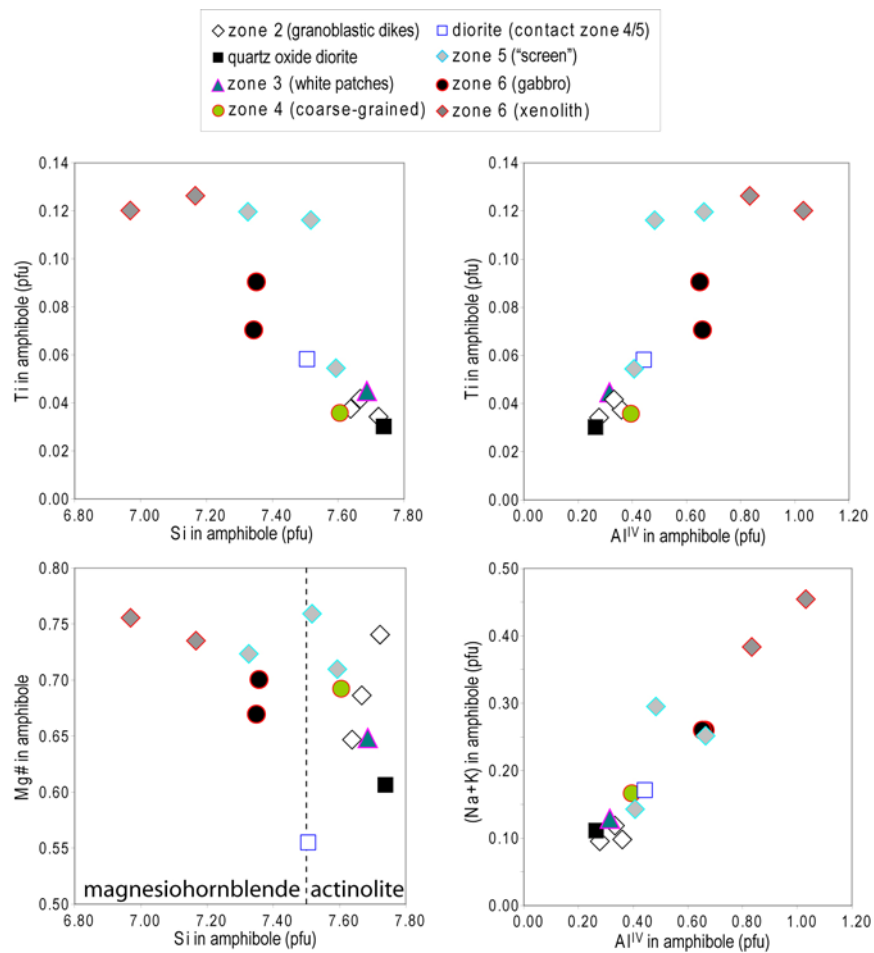 zone 2 (granoblastic dikes)
diorite (contact zone 4/5)
quartz oxide diorite
zone 5 ("screen")
zone 3 (white patches)
zone 6 (gabbro)
zone 4 (coarse-grained)
zone 6 (xenolith)
0.14
0.12
0.10
0.08
0.06
0.04
0.02
0.00
Ti in amphibole (pfu)
6.80 7.00 7.20 7.40 7.60 7.80
Si in amphibole (pfu)
0.14
0.12
0.10
0.08
0.06
0.04
0.02
0.00
Ti in amphibole (pfu)
0.00 0.20 0.40 0.60 0.80 1.00 1.20
Al^IV in amphibole (pfu)
0.80
0.75
0.70
0.65
0.60
0.55
0.50
Mg# in amphibole
magnesiohornblende actinolite
6.80 7.00 7.20 7.40 7.60 7.80
Si in amphibole (pfu)
0.50
0.40
0.30
0.20
0.10
0.00
(Na+K) in amphibole (pfu)
0.00 0.20 0.40 0.60 0.80 1.00 1.20
Al^IV in amphibole (pfu)